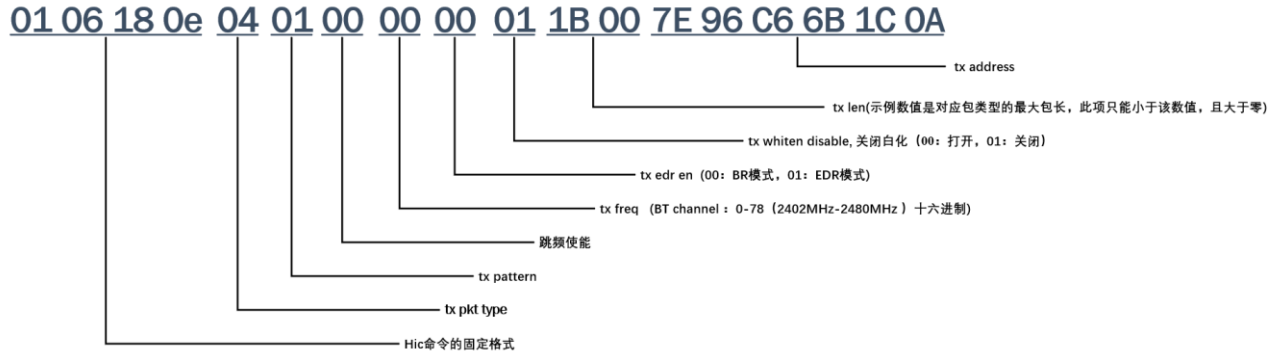 01 06 18 0e 04 01 00 00 00 01 1B 00 7E 96 C6 6B 1C 0A
tx address
tx len(示例数值是对应包类型的最大包长，此项只能小于该数值，且大于零)
tx whiten disable, 关闭白化（00：打开，01：关闭）
tx edr en (00：BR模式，01：EDR模式)
tx freq (BT channel： 0-78（2402MHz-2480MHz ）十六进制)
跳频使能
tx pattern
tx pkt type
Hic命令的固定格式